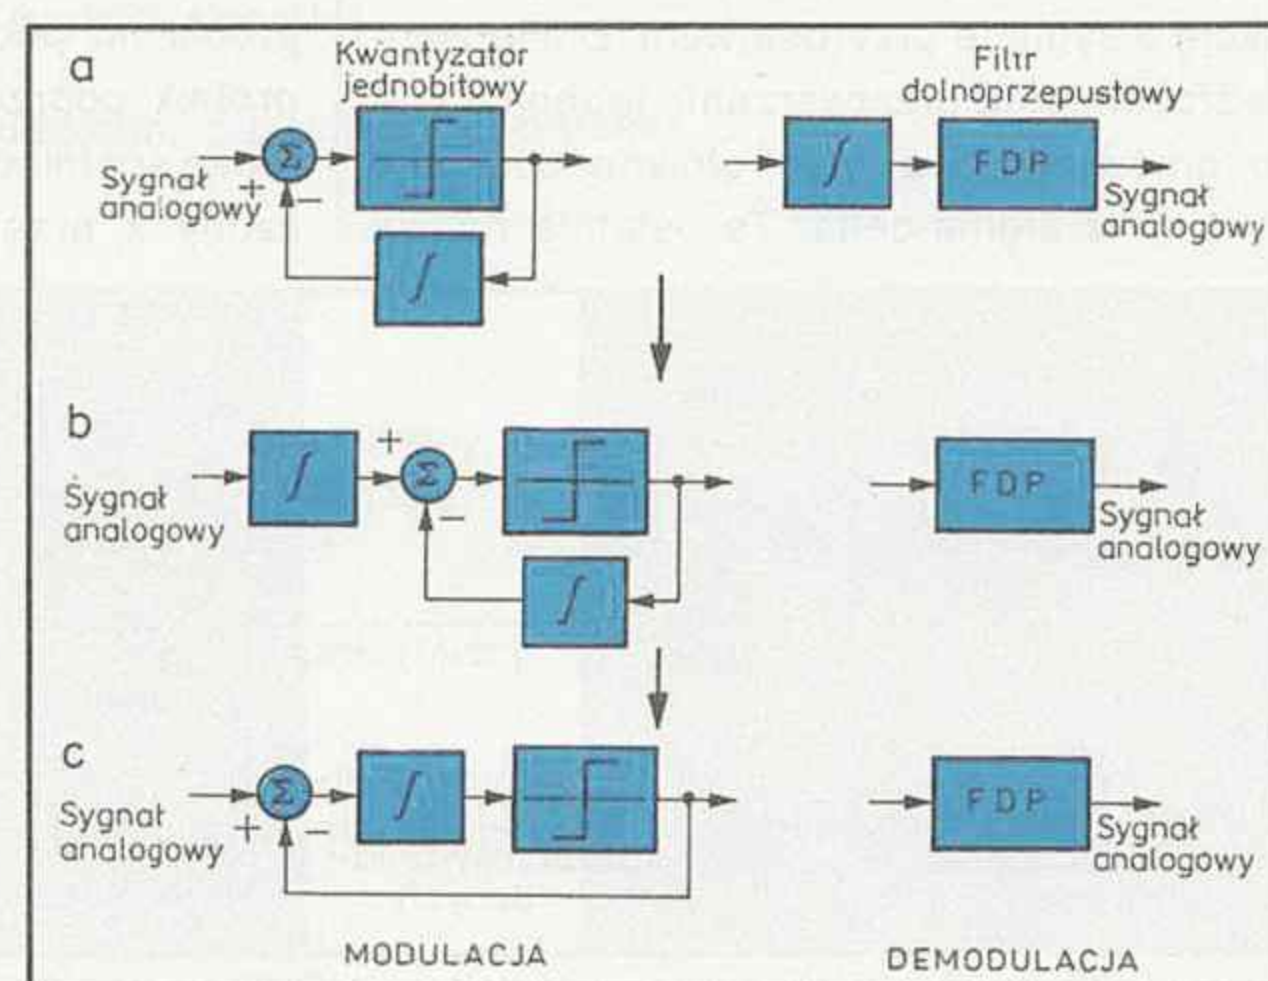 a
Kwantyzator
jednobitowy
Σ
∫
+
−
Sygnał
analogowy
∫
Filtr
dolnoprzepustowy
FDP
Sygnał
analogowy
b
Sygnał
analogowy
∫
+
Σ
−
∫
FDP
Sygnał
analogowy
c
Sygnał
analogowy
Σ
+
−
∫
FDP
Sygnał
analogowy
MODULACJA
DEMODULACJA